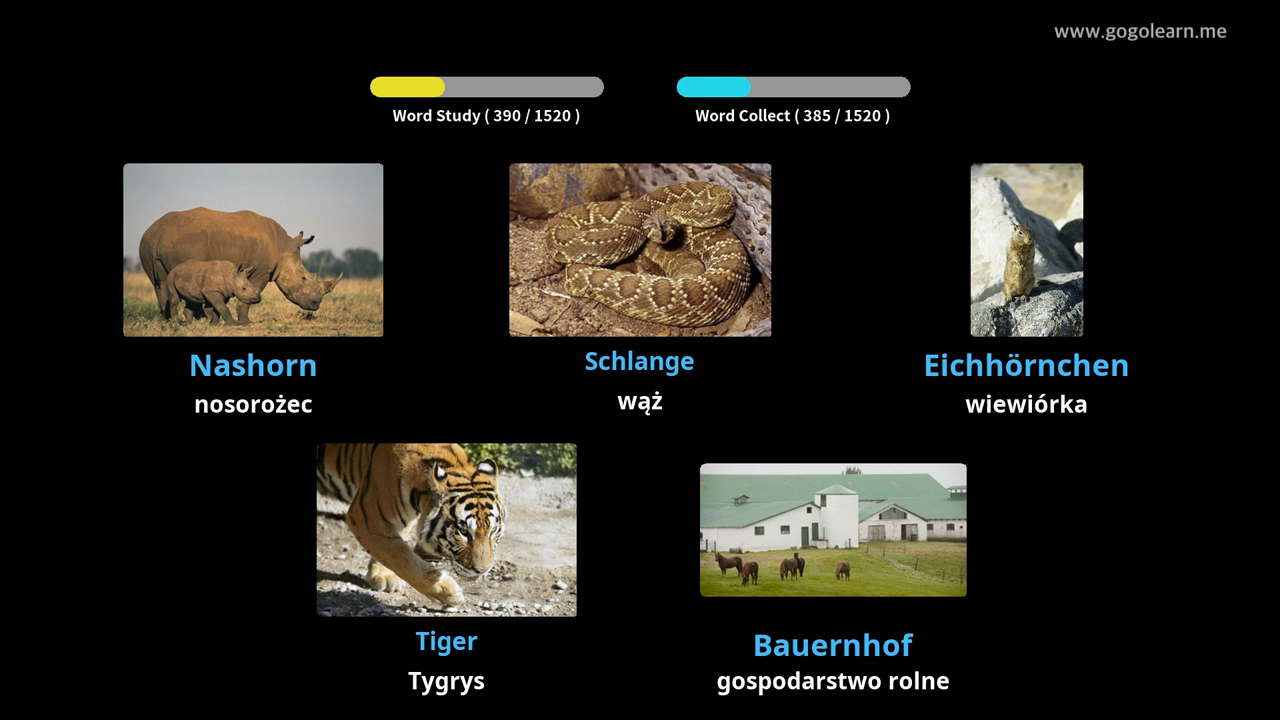 www.gogolearn.me
Word Study ( 390 / 1520 )
Word Collect ( 385 / 1520 )
Nashorn
nosorożec
Schlange
wąż
Eichhörnchen
wiewiórka
Tiger
Tygrys
Bauernhof
gospodarstwo rolne